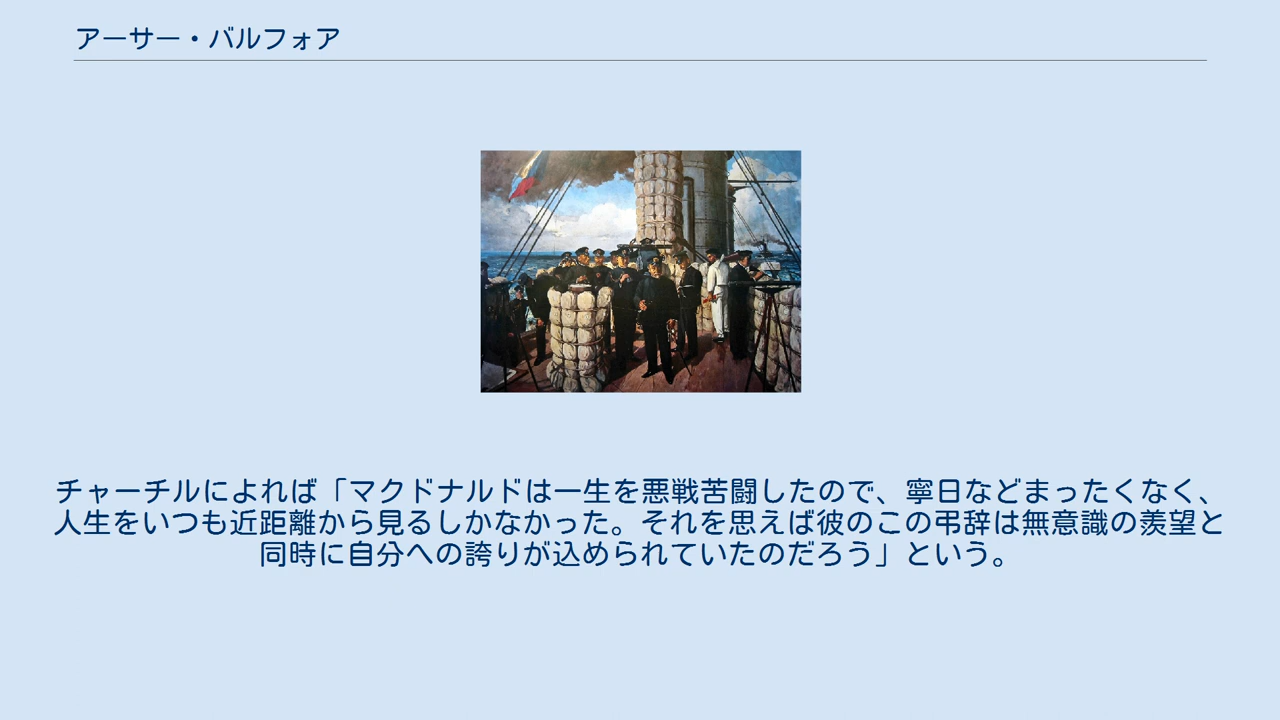 アーサー・バルフォア
チャーチルによれば「マクドナルドは一生を悪戦苦闘したので、寧日などまったくなく、
人生をいつも近距離から見るしかなかった。それを思えば彼のこの弔辞は無意識の羨望と
同時に自分への誇りが込められていたのだろう」という。